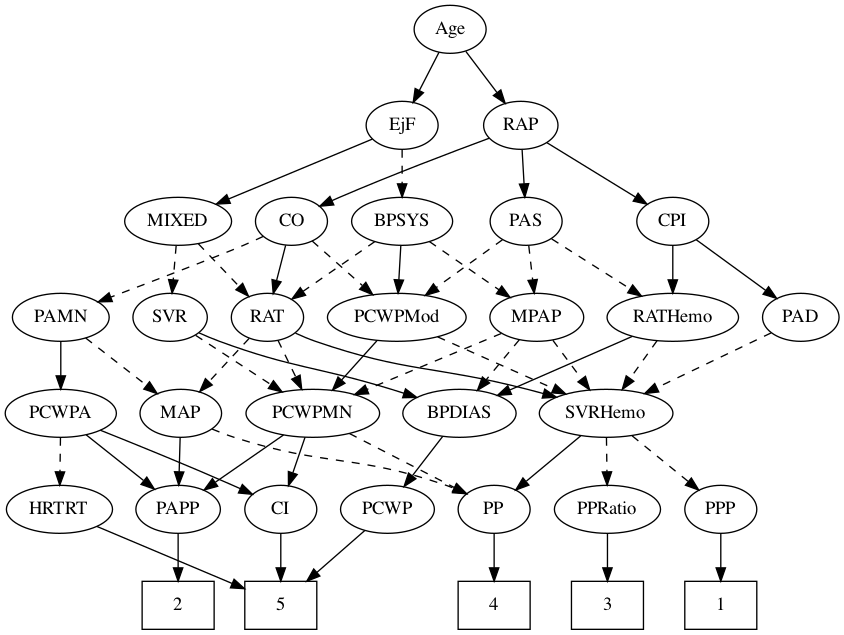 Age
EjF
RAP
MIXED
CO
BPSYS
PAS
CPI
PAMN
SVR
RAT
PCWPMod
MPAP
RATHemo
PAD
PCWPA
MAP
PCWPMN
BPDIAS
SVRHemo
HRTRT
PAPP
CI
PCWP
PP
PPRatio
PPP
2
5
4
3
1